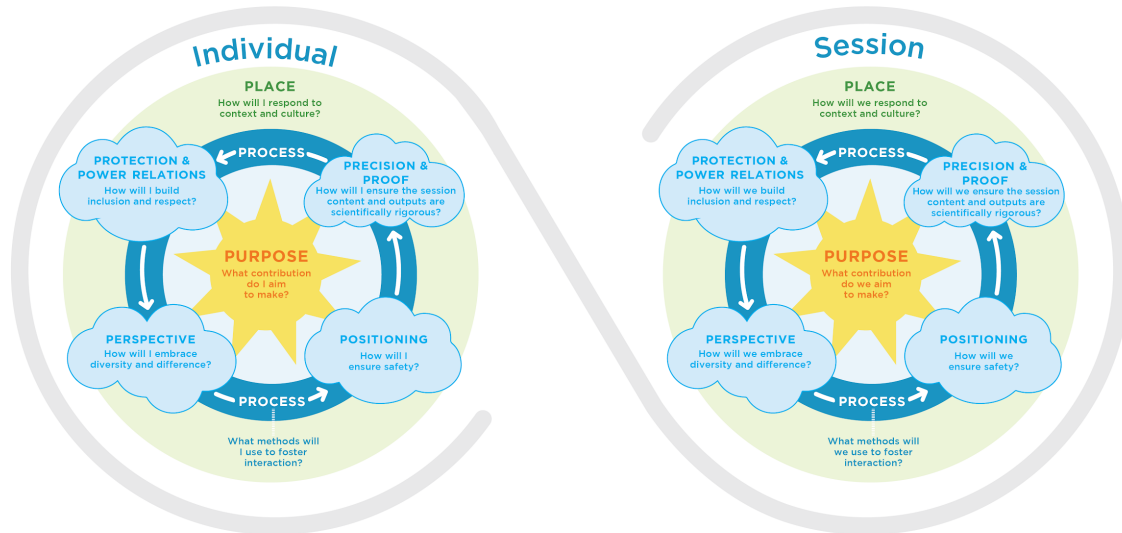 Individual
PLACE
How will I respond to
context and culture?
PROCESS
PROTECTION &
POWER RELATIONS
How will I build
inclusion and respect?
PRECISION &
PROOF
How will I ensure the session
content and outputs are
scientifically rigorous?
PURPOSE
What contribution
do I aim
to make?
PERSPECTIVE
How will I embrace
diversity and difference?
POSITIONING
How will I
ensure safety?
PROCESS
What methods will
I use to foster
interaction?
Session
PLACE
How will we respond to
context and culture?
PROCESS
PROTECTION &
POWER RELATIONS
How will we build
inclusion and respect?
PRECISION &
PROOF
How will we ensure the session
content and outputs are
scientifically rigorous?
PURPOSE
What contribution
do we aim
to make?
PERSPECTIVE
How will we embrace
diversity and difference?
POSITIONING
How will we
ensure safety?
PROCESS
What methods will
we use to foster
interaction?